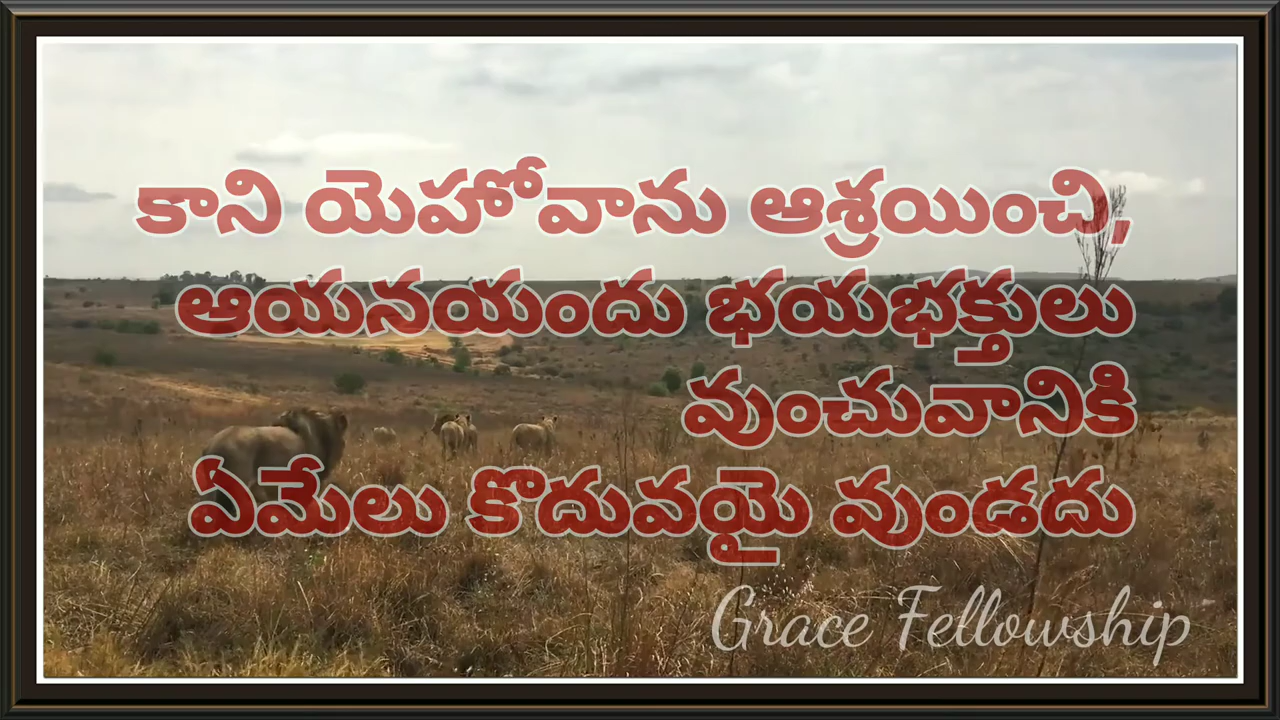 కాని యెహోవాను ఆశ్రయించి,
ఆయనయందు భయభక్తులు
వుంచువానికి
ఏమేలు కొదువయ్యై వుండదు
Grace Fellowship